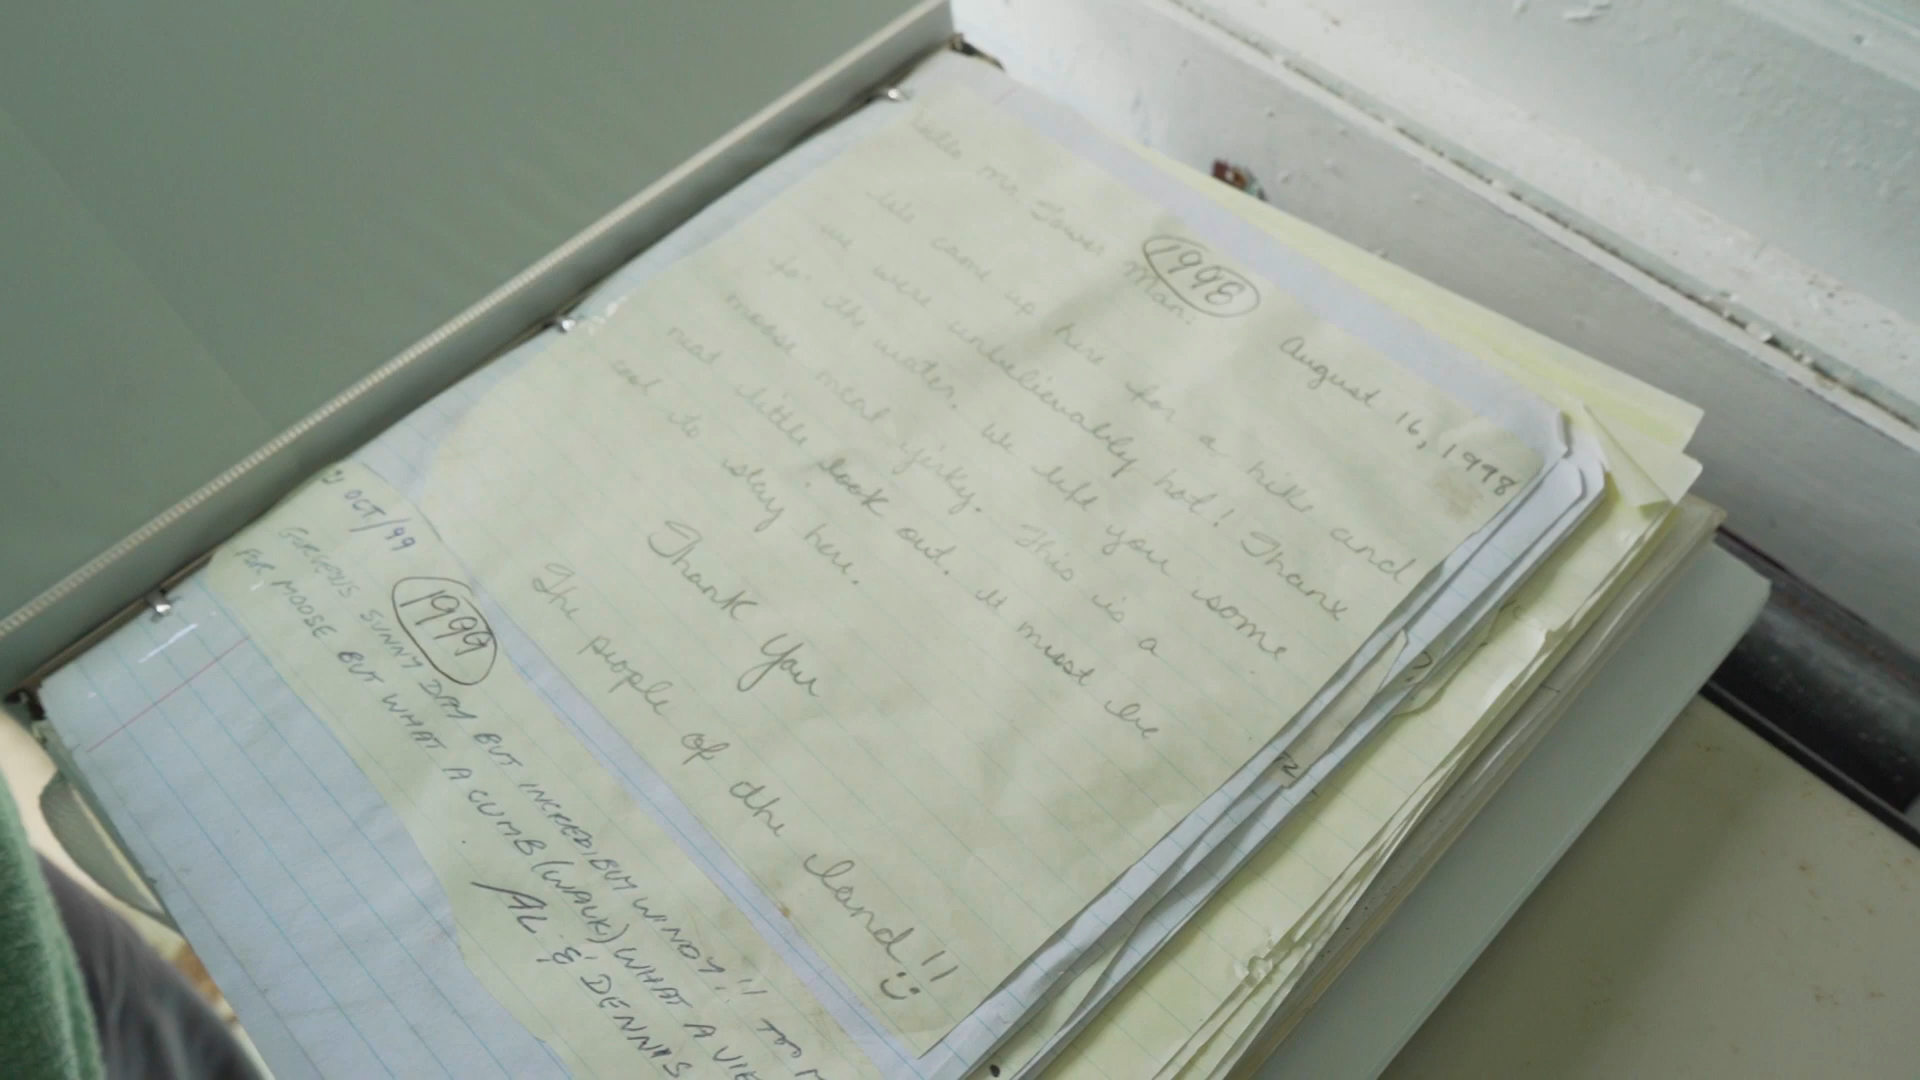 1998
August 16, 1998
Hello Mr. Tower Man:
We came up here for a hike and
we were unbelievably hot! Thanx
for the water. We left you some
moose meat jerky. This is a
neat little look out. It must be
cool to stay here.
Thank you
The people of the land!!
OCT/99
1999
GORGEOUS SUNNY DAY BUT INCREDIBLY WINDY!! TOO
FOR MOOSE BUT WHAT A CLIMB (WALK) WHAT A VIE
AL & DENNIS